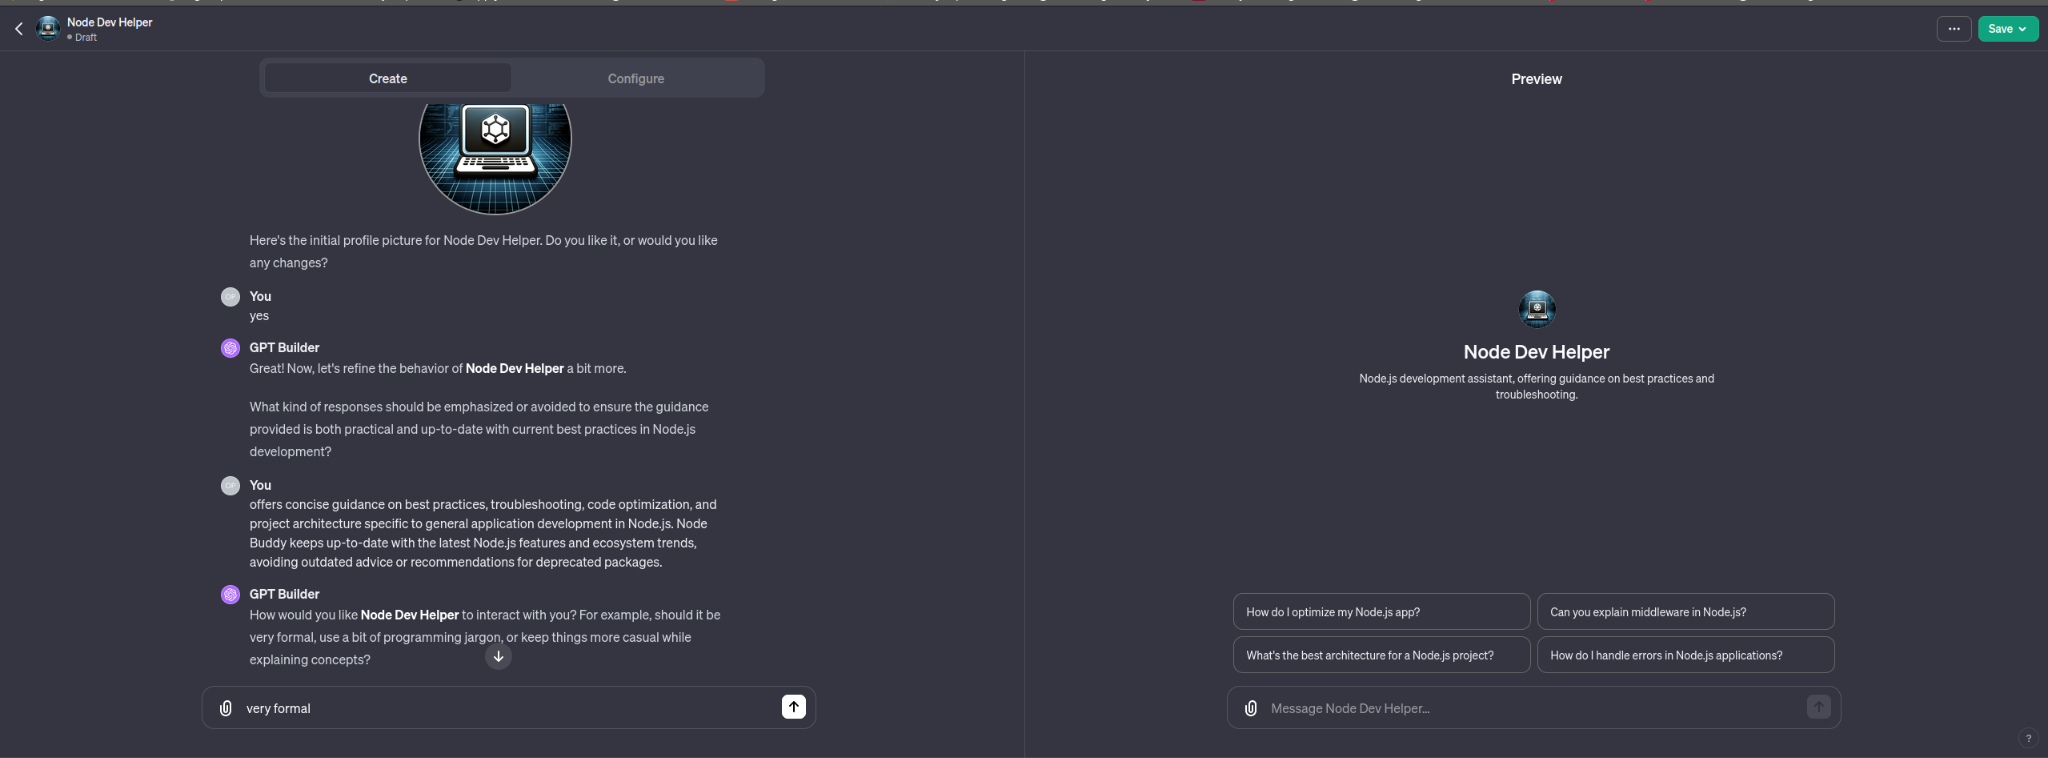 Node Dev Helper
Draft
Save
Create
Configure
Preview
Here's the initial profile picture for Node Dev Helper. Do you like it, or would you like
any changes?
You
yes
GPT Builder
Great! Now, let's refine the behavior of Node Dev Helper a bit more.
What kind of responses should be emphasized or avoided to ensure the guidance
provided is both practical and up-to-date with current best practices in Node.js
development?
You
offers concise guidance on best practices, troubleshooting, code optimization, and
project architecture specific to general application development in Node.js. Node
Buddy keeps up-to-date with the latest Node.js features and ecosystem trends,
avoiding outdated advice or recommendations for deprecated packages.
GPT Builder
How would you like Node Dev Helper to interact with you? For example, should it be
very formal, use a bit of programming jargon, or keep things more casual while
explaining concepts?
very formal
Node Dev Helper
Node.js development assistant, offering guidance on best practices and
troubleshooting.
How do I optimize my Node.js app?
Can you explain middleware in Node.js?
What's the best architecture for a Node.js project?
How do I handle errors in Node.js applications?
Message Node Dev Helper...
?